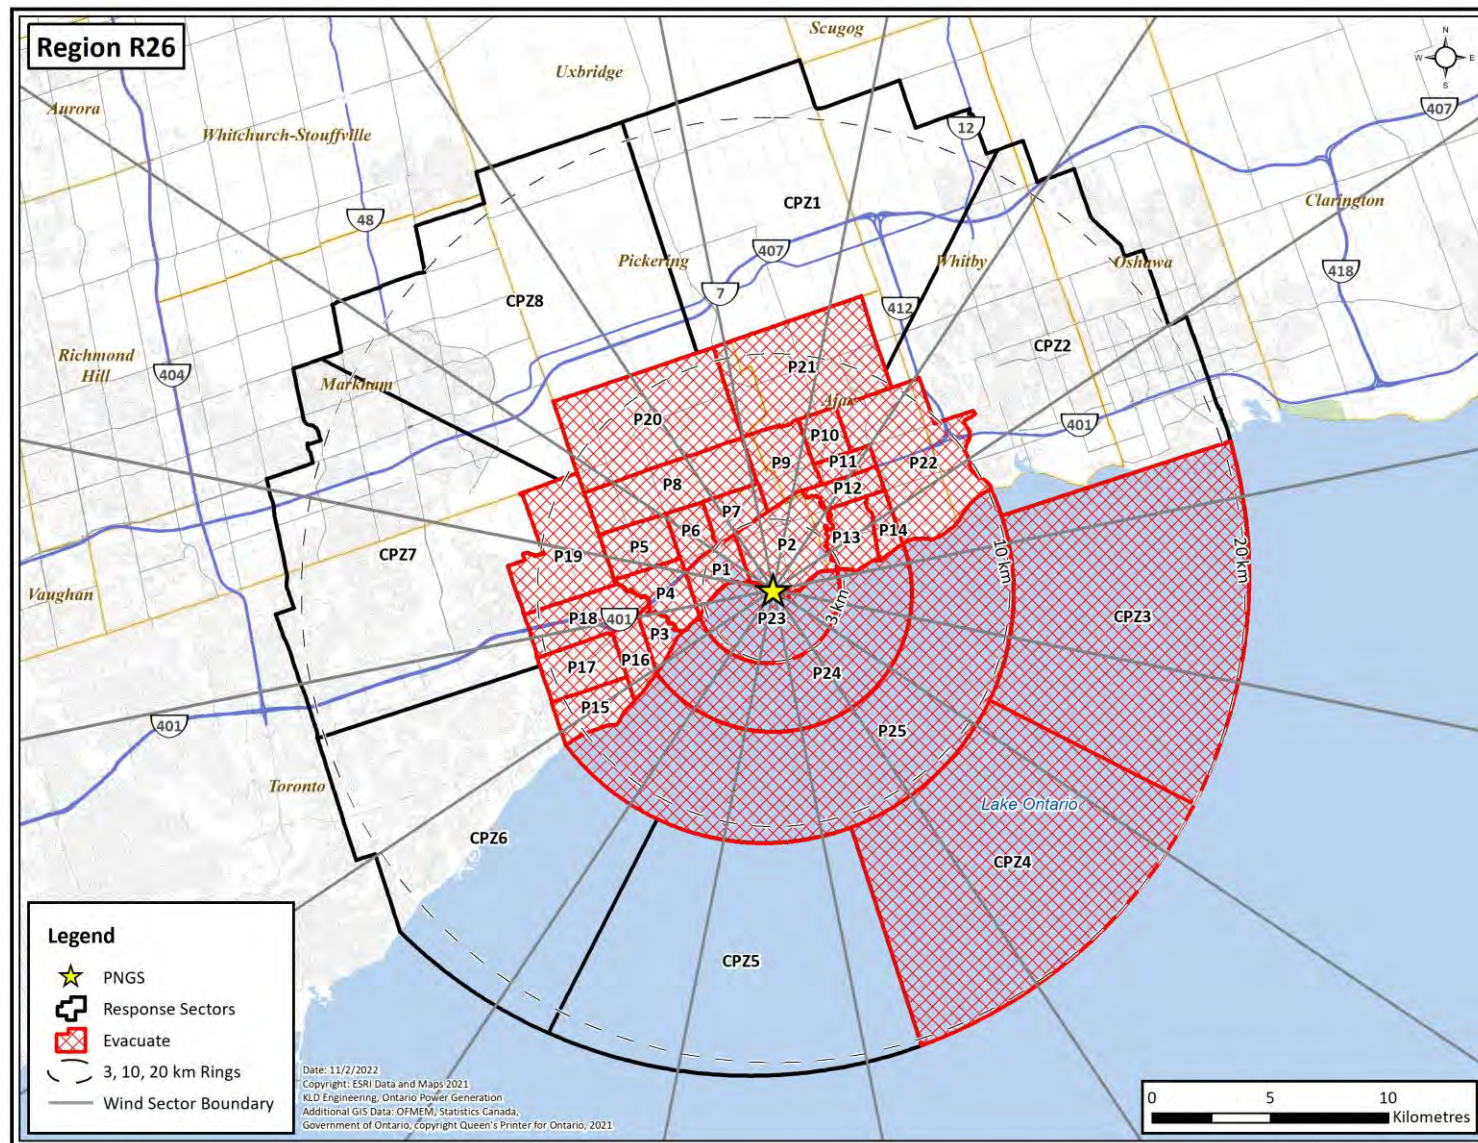 Region R26
Scugog
Uxbridge
Aurora
Whitchurch-Stouffville
N
W
E
S
407
12
CPZ1
Clarington
48
407
Pickering
Whitby
Oshawa
418
7
CPZ8
412
CPZ2
Richmond
Hill
404
Markham
P21
Ajax
P20
P10
401
P9
P11
P22
P8
P12
P7
P6
P14
P13
P5
P2
CPZ7
P19
P1
10 km
20 km
Vaughan
P4
3 km
P23
CPZ3
P18
401
P3
P16
P17
P24
P15
401
P25
Toronto
Lake Ontario
CPZ6
CPZ4
CPZ5
Legend
PNGS
Response Sectors
Evacuate
3, 10, 20 km Rings
Wind Sector Boundary
Date: 11/2/2022
Copyright: ESRI Data and Maps 2021
KLD Engineering, Ontario Power Generation
Additional GIS Data: OFMEM, Statistics Canada,
Government of Ontario, copyright Queen's Printer for Ontario, 2021
0 5 10
Kilometres